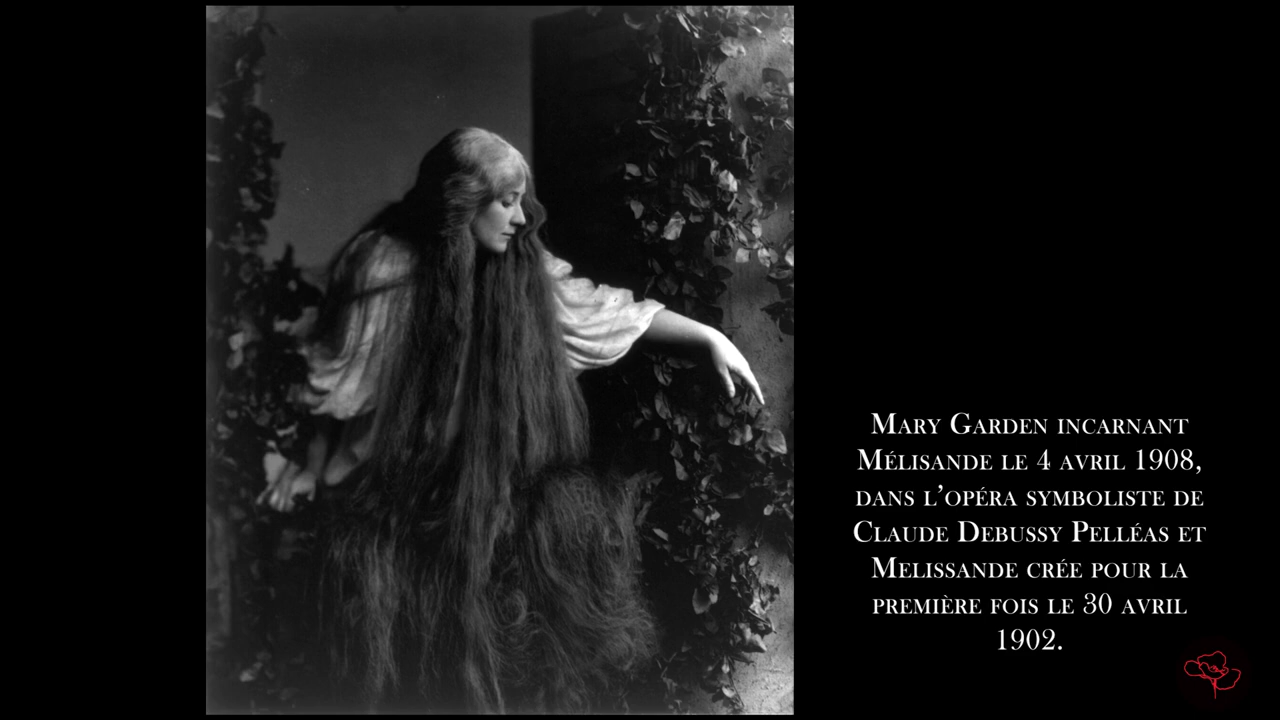 Mary Garden incarnant
Mélisande le 4 avril 1908,
dans l'opéra symboliste de
Claude Debussy Pelléas et
Melissande crée pour la
première fois le 30 avril
1902.